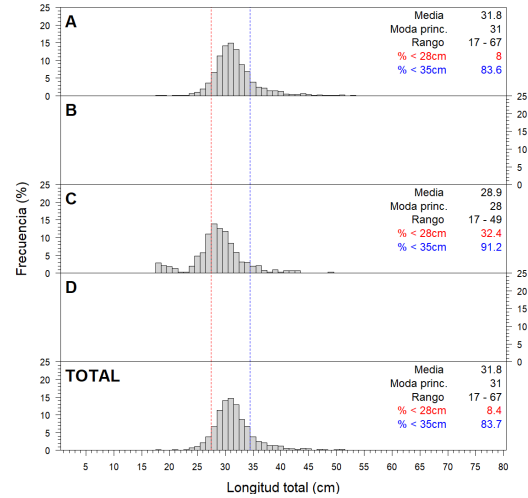 A
Media 31.8
Moda princ. 31
Rango 17 - 67
% < 28cm 8
% < 35cm 83.6
25
20
15
10
5
0
B
25
20
15
10
5
0
C
Media 28.9
Moda princ. 28
Rango 17 - 49
% < 28cm 32.4
% < 35cm 91.2
25
20
15
10
5
0
D
25
20
15
10
5
0
TOTAL
Media 31.8
Moda princ. 31
Rango 17 - 67
% < 28cm 8.4
% < 35cm 83.7
25
20
15
10
5
0
Frecuencia (%)
5 10 15 20 25 30 35 40 45 50 55 60 65 70 75 80
Longitud total (cm)